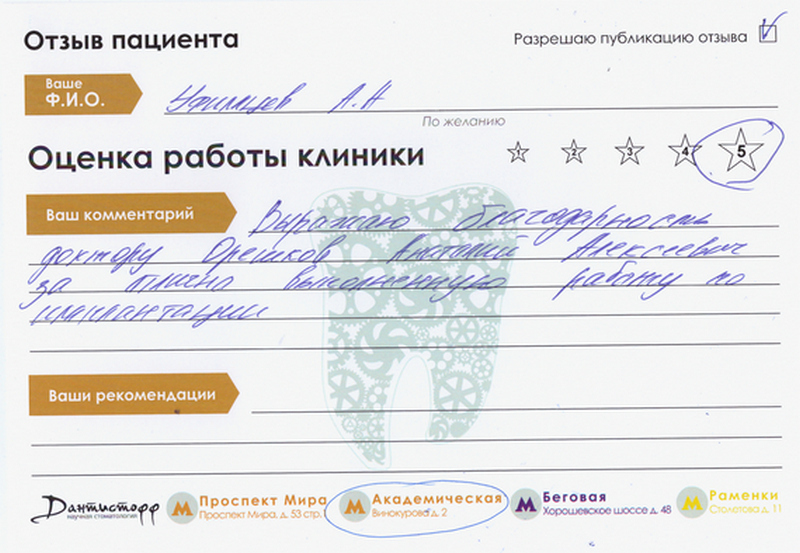 Отзыв пациента
Разрешаю публикацию отзыва
Ваше
Ф.И.О.
Уфимцев А.Н
По желанию
Оценка работы клиники
1 2 3 4 5
Ваш комментарий
Выражаю благодарность
доктору Орешков Анатолий Алексеевич
за отлично выполненную работу по
имплантации
Ваши рекомендации
Дантистофф
научная стоматология
М Проспект Мира
Проспект Мира, д. 53 стр. 1
М Академическая
Винокурова д. 2
М Беговая
Хорошевское шоссе д. 48
М Раменки
Столетова д. 11